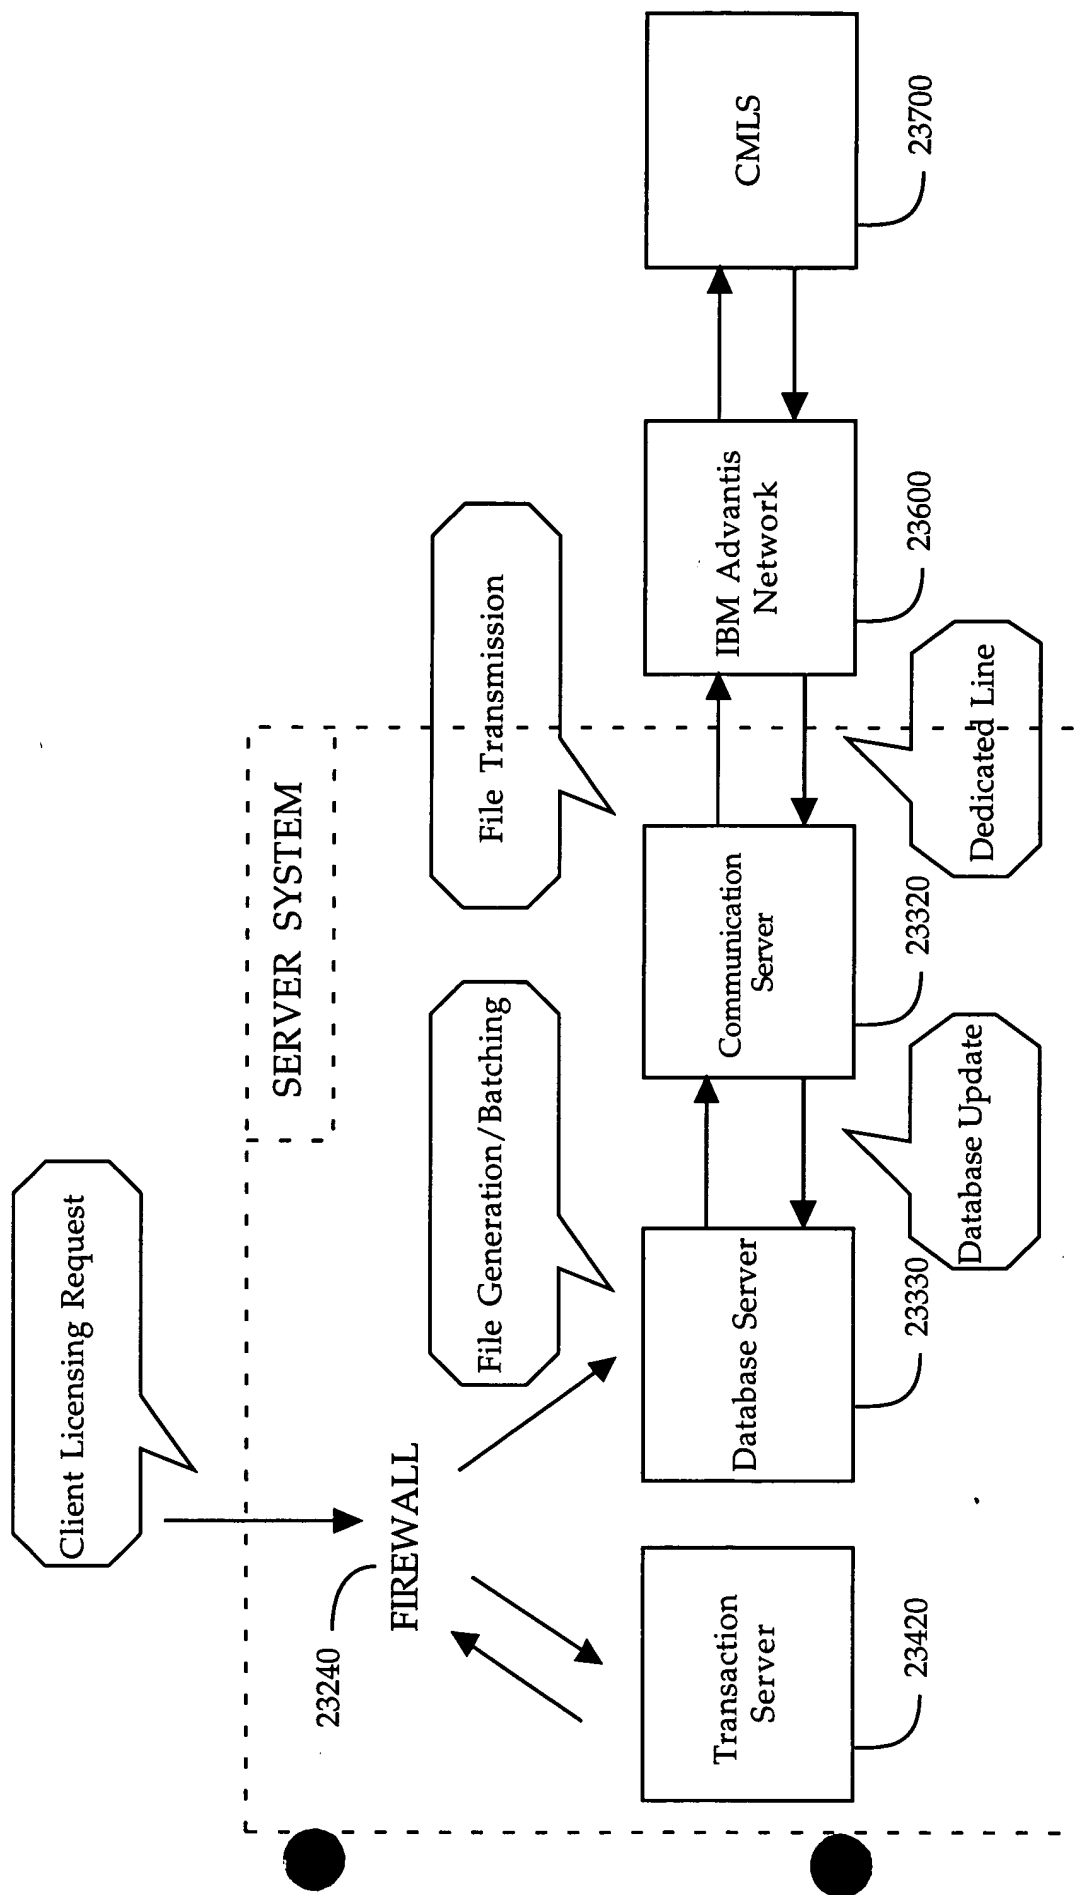 Client Licensing Request
SERVER SYSTEM
23240
FIREWALL
File Generation/Batching
File Transmission
Transaction
Server
23420
Database Server
23330
Database Update
Communication
Server
23320
Dedicated Line
IBM Advantis
Network
23600
CMLS
23700